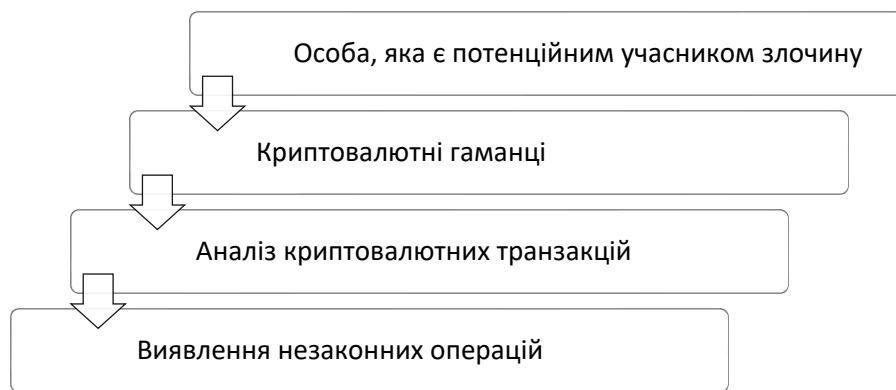 Особа, яка є потенційним учасником злочину
Криптовалютні гаманці
Аналіз криптовалютних транзакцій
Виявлення незаконних операцій